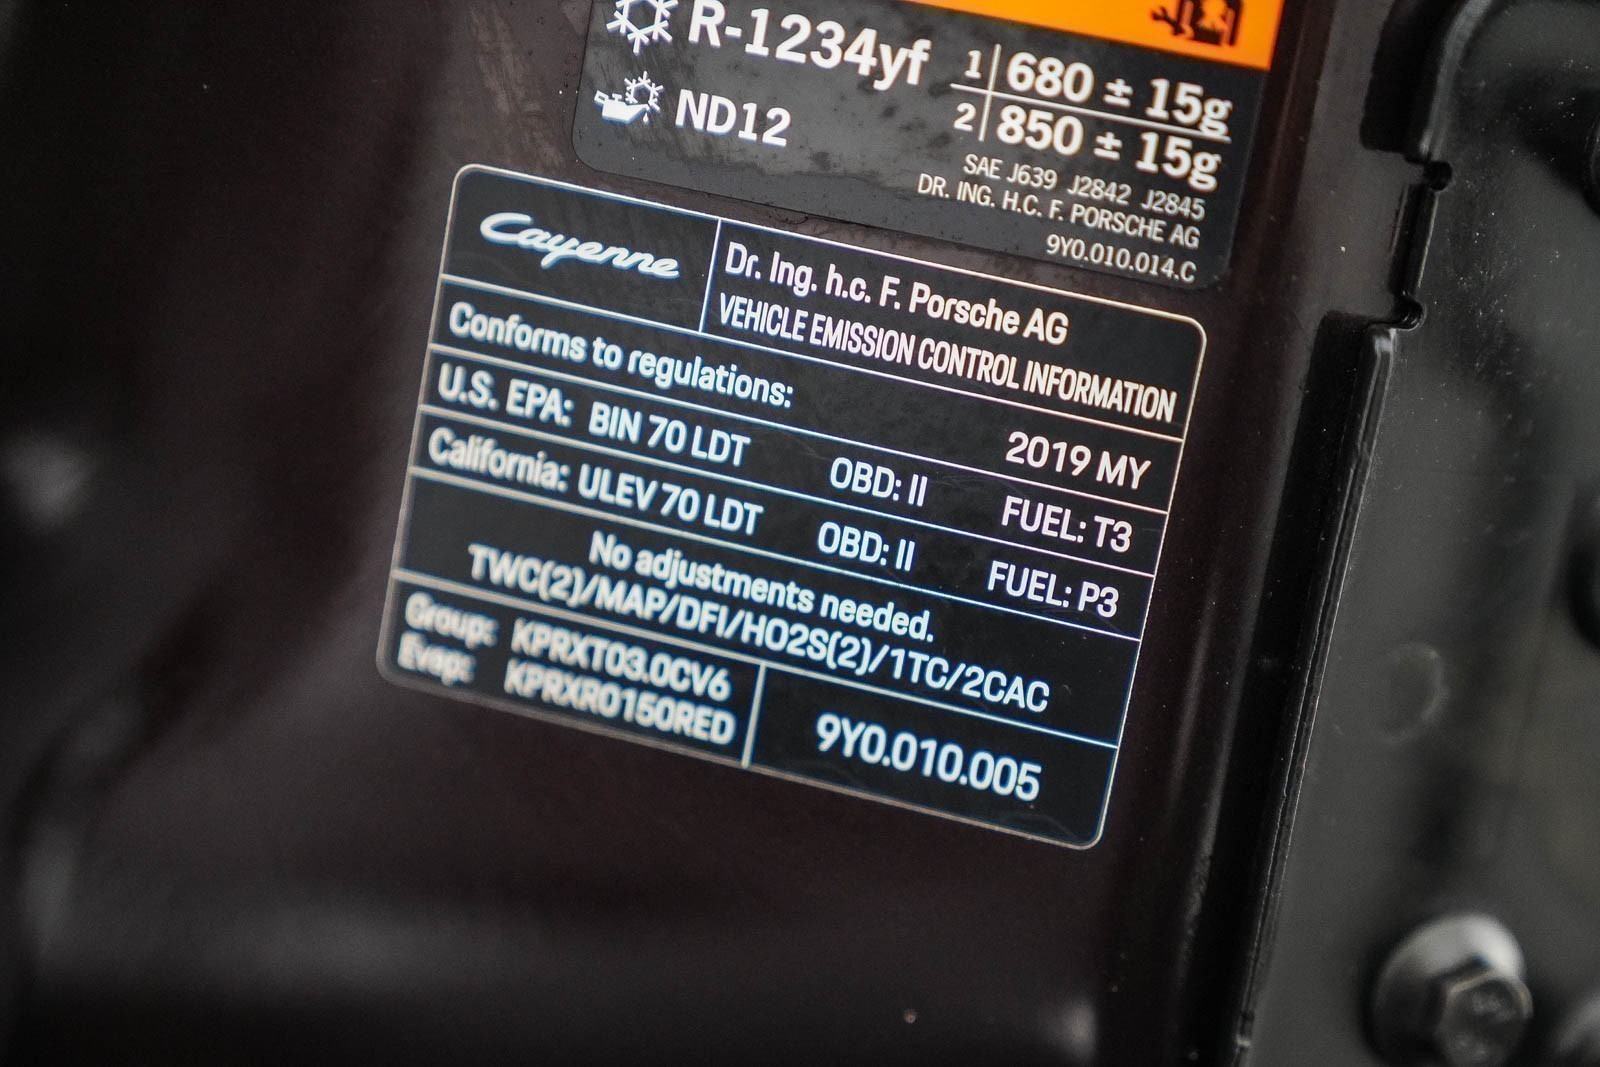 R-1234yf 1 680 ± 15g
ND12 2 850 ± 15g
SAE J639 J2842 J2845
DR. ING. H.C. F. PORSCHE AG
9Y0.010.014.C
Cayenne
Dr. Ing. h.c. F. Porsche AG
VEHICLE EMISSION CONTROL INFORMATION
Conforms to regulations: 2019 MY
U.S. EPA: BIN 70 LDT OBD: II FUEL: T3
California: ULEV 70 LDT OBD: II FUEL: P3
No adjustments needed.
TWC(2)/MAP/DFI/HO2S(2)/1TC/2CAC
Group: KPRXT03.0CV6
Evap: KPRXR0150RED
9Y0.010.005